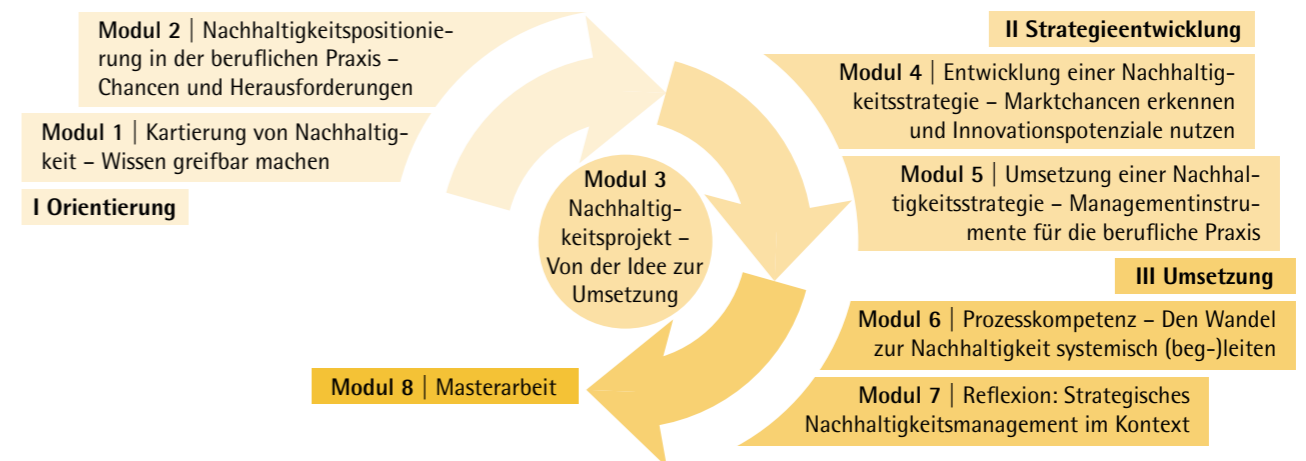 Modul 2 | Nachhaltigkeitspositionie-
rung in der beruflichen Praxis –
Chancen und Herausforderungen
Modul 1 | Kartierung von Nachhaltig-
keit – Wissen greifbar machen
I Orientierung
Modul 3
Nachhaltig-
keitsprojekt –
Von der Idee zur
Umsetzung
II Strategieentwicklung
Modul 4 | Entwicklung einer Nachhaltig-
keitsstrategie – Marktchancen erkennen
und Innovationspotenziale nutzen
Modul 5 | Umsetzung einer Nachhal-
tigkeitsstrategie – Managementinstru-
mente für die berufliche Praxis
III Umsetzung
Modul 6 | Prozesskompetenz – Den Wandel
zur Nachhaltigkeit systemisch (beg-)leiten
Modul 7 | Reflexion: Strategisches
Nachhaltigkeitsmanagement im Kontext
Modul 8 | Masterarbeit